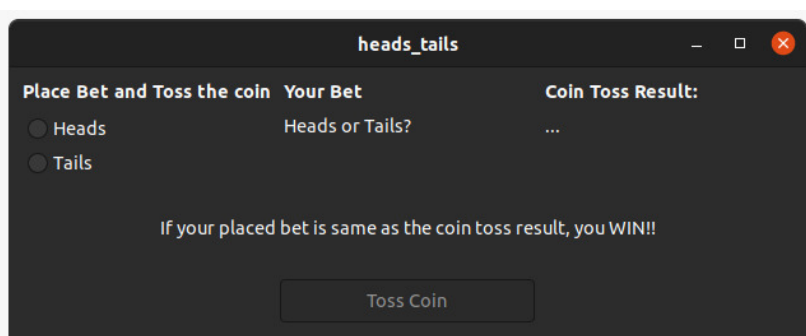 heads_tails
Place Bet and Toss the coin Your Bet Coin Toss Result:
Heads Heads or Tails? ...
Tails
If your placed bet is same as the coin toss result, you WIN!!
Toss Coin